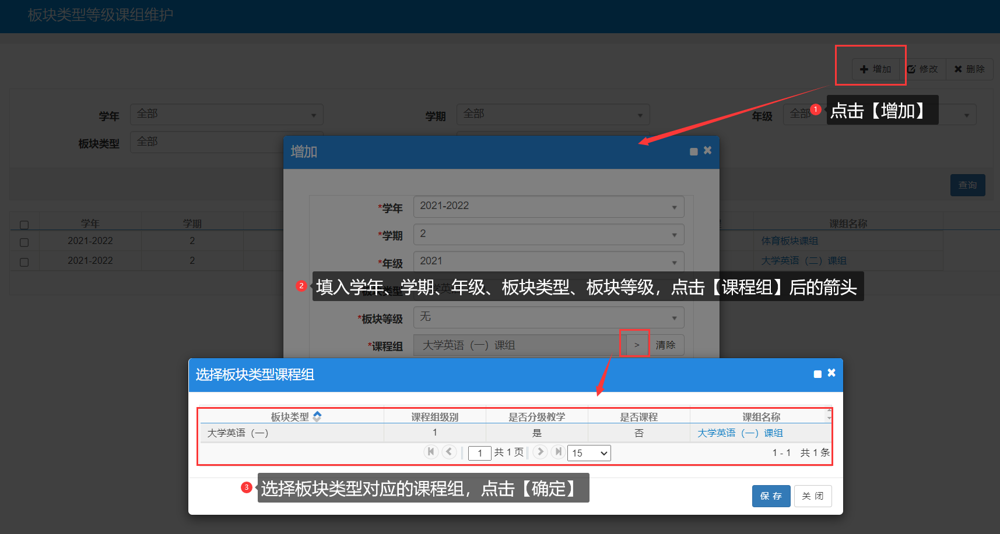 板块类型等级课组维护
增加 修改 删除
学年 全部 学期 全部 年级 全部
1 点击【增加】
板块类型 全部
增加
查询
*学年 2021-2022
*学期 2
*年级 2021
学年 学期 课组名称
2021-2022 2 体育板块课组
2021-2022 2 大学英语（二）课组
2 填入学年、学期、年级、板块类型、板块等级，点击【课程组】后的箭头
*板块等级 无
*课程组 大学英语（一）课组 > 清除
选择板块类型课程组
板块类型 课程组级别 是否分级教学 是否课程 课组名称
大学英语（一） 1 是 否 大学英语（一）课组
1 共 1 页 15 1 - 1 共 1 条
3 选择板块类型对应的课程组，点击【确定】
保 存 关 闭